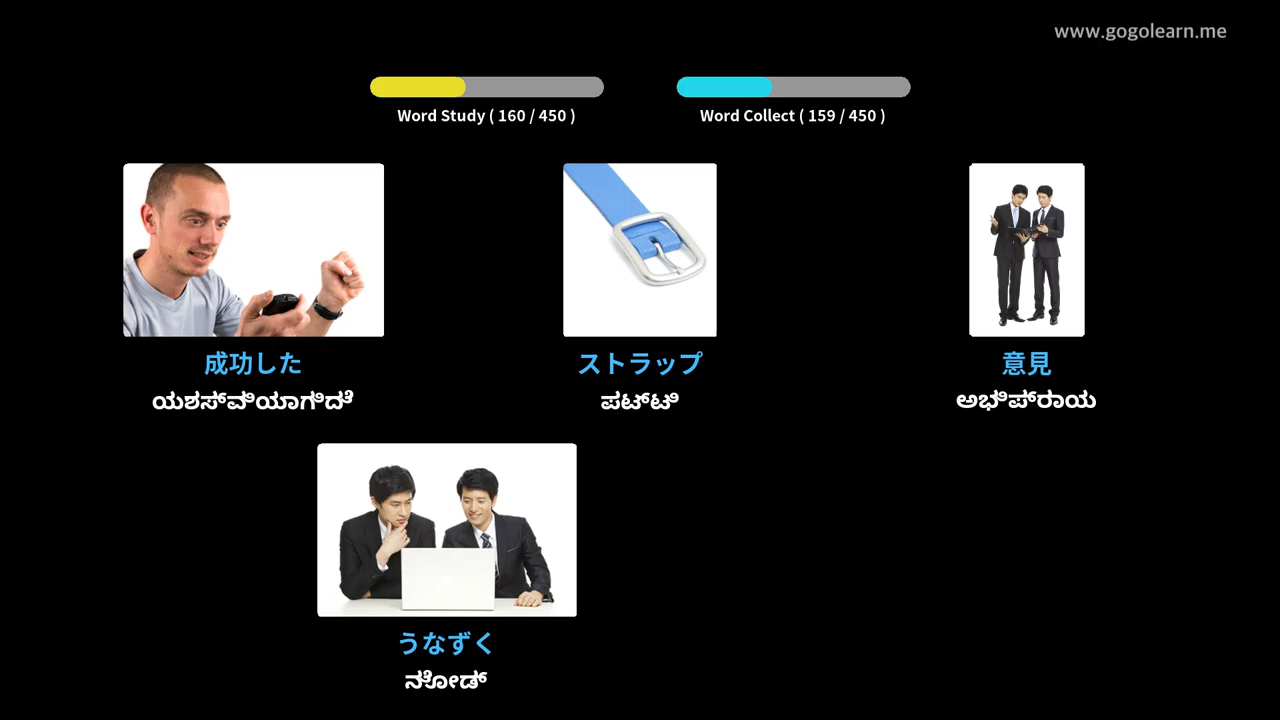 www.gogolearn.me
Word Study ( 160 / 450 )
Word Collect ( 159 / 450 )
成功した
ストラップ
意見
ಯಶಸ್ವಿಯಾಗಿದೆ
ಪಟ್ಟಿ
ಅಭಿಪ್ರಾಯ
うなずく
ನೋಡ್